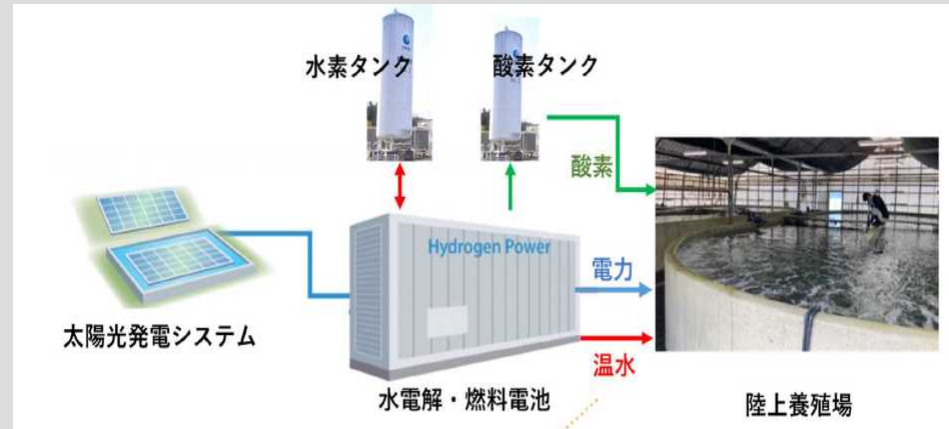 水素タンク
酸素タンク
酸素
Hydrogen Power
電力
太陽光発電システム
温水
水電解・燃料電池
陸上養殖場